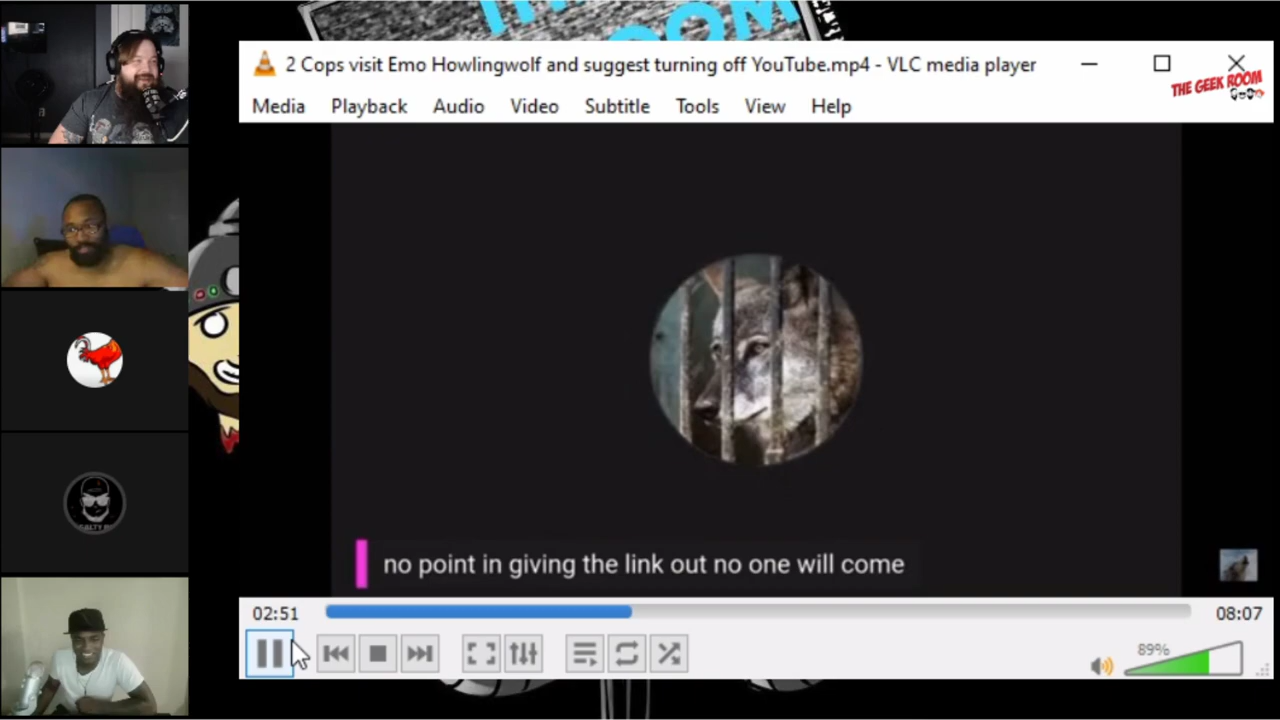 2 Cops visit Emo Howlingwolf and suggest turning off YouTube.mp4 - VLC media player
THE GEEK ROOM
Media Playback Audio Video Subtitle Tools View Help
no point in giving the link out no one will come
02:51
08:07
89%